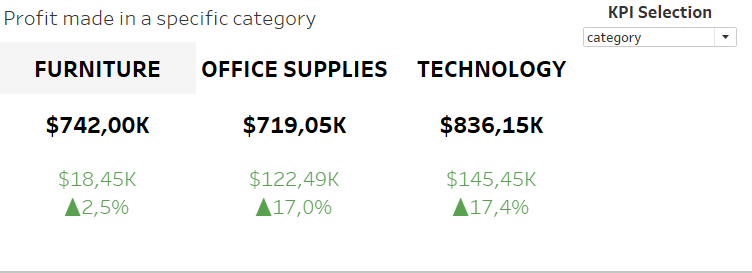 Profit made in a specific category
KPI Selection
category
FURNITURE OFFICE SUPPLIES TECHNOLOGY
$742,00K $719,05K $836,15K
$18,45K $122,49K $145,45K
▲2,5% ▲17,0% ▲17,4%